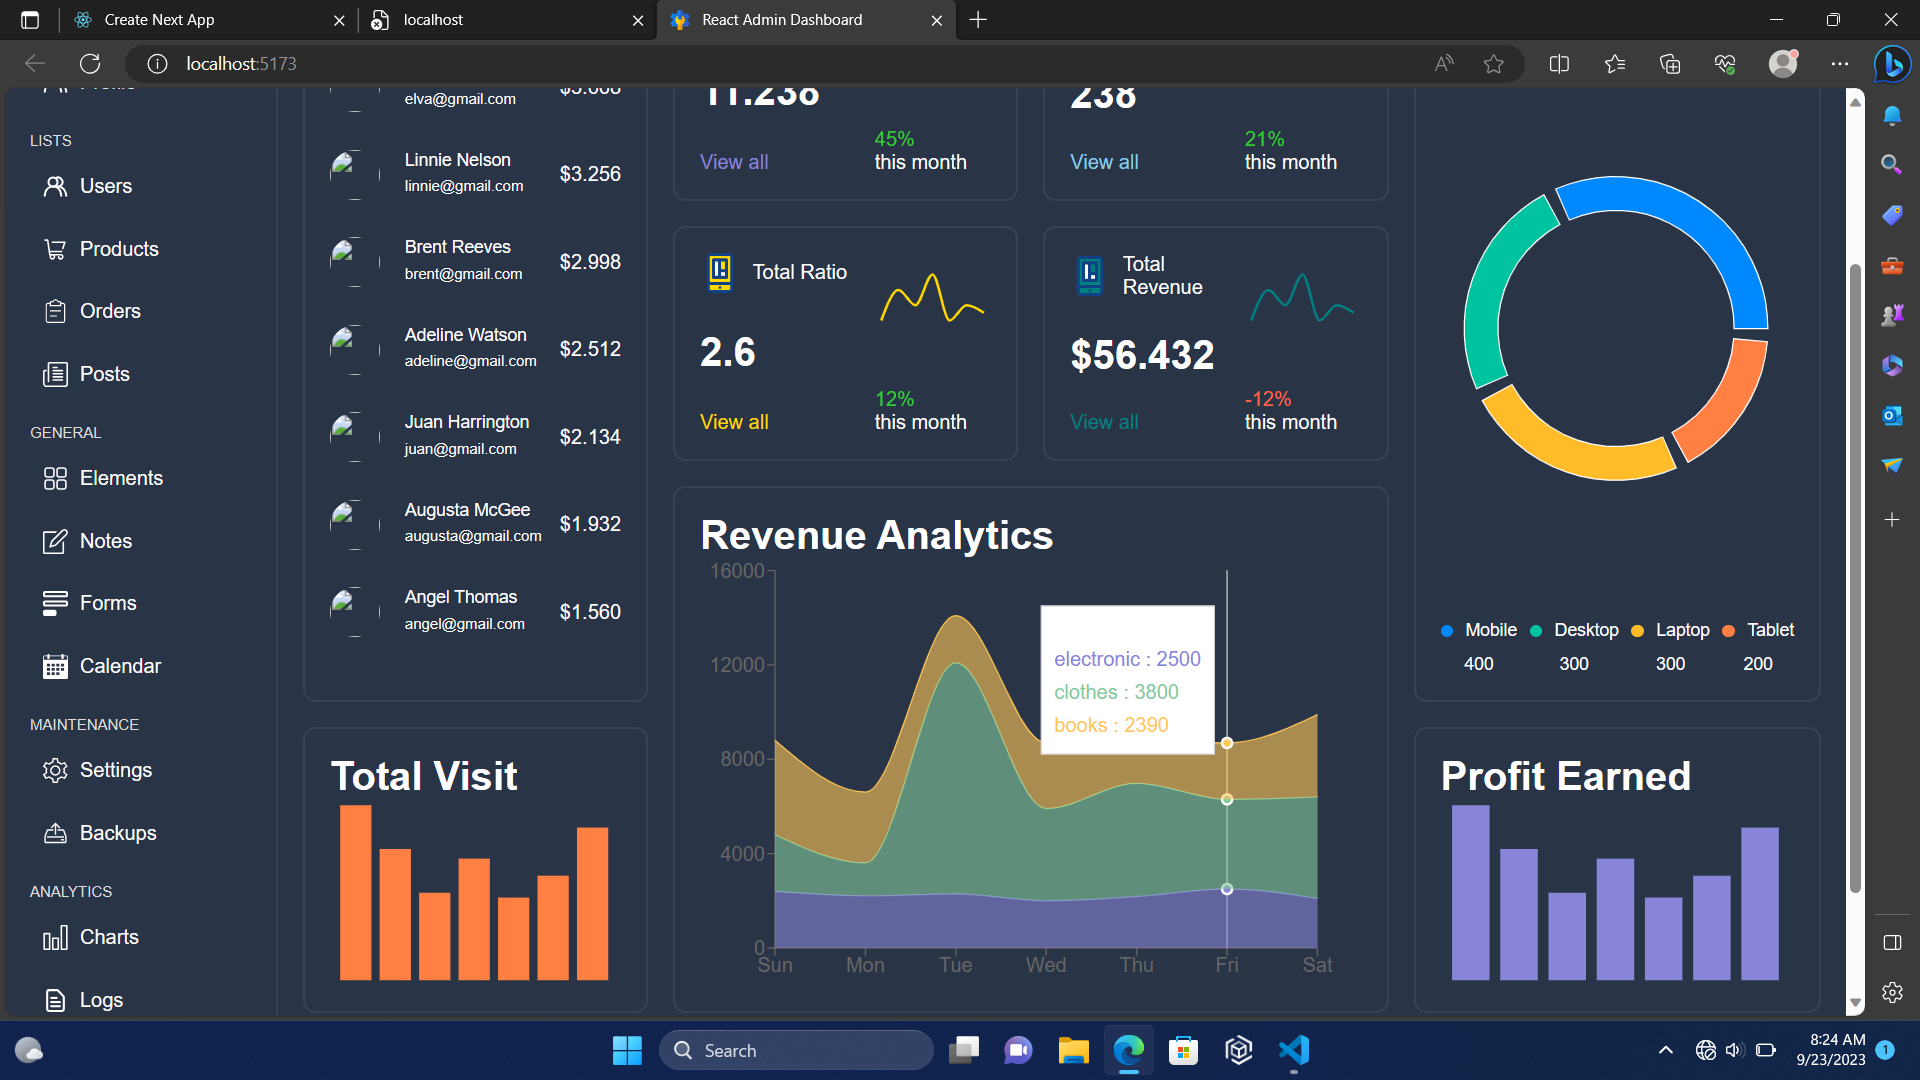 Create Next App
localhost
React Admin Dashboard
localhost:5173
LISTS
Users
Products
Orders
Posts
GENERAL
Elements
Notes
Forms
Calendar
MAINTENANCE
Settings
Backups
ANALYTICS
Charts
Logs
elva@gmail.com
Linnie Nelson
linnie@gmail.com
$3.256
Brent Reeves
brent@gmail.com
$2.998
Adeline Watson
adeline@gmail.com
$2.512
Juan Harrington
juan@gmail.com
$2.134
Augusta McGee
augusta@gmail.com
$1.932
Angel Thomas
angel@gmail.com
$1.560
Total Visit
11.238
View all
45%
this month
238
View all
21%
this month
Total Ratio
2.6
View all
12%
this month
Total
Revenue
$56.432
View all
-12%
this month
Revenue Analytics
16000
12000
8000
4000
0
Sun
Mon
Tue
Wed
Thu
Fri
Sat
electronic : 2500
clothes : 3800
books : 2390
Mobile
400
Desktop
300
Laptop
300
Tablet
200
Profit Earned
Search
8:24 AM
9/23/2023
1